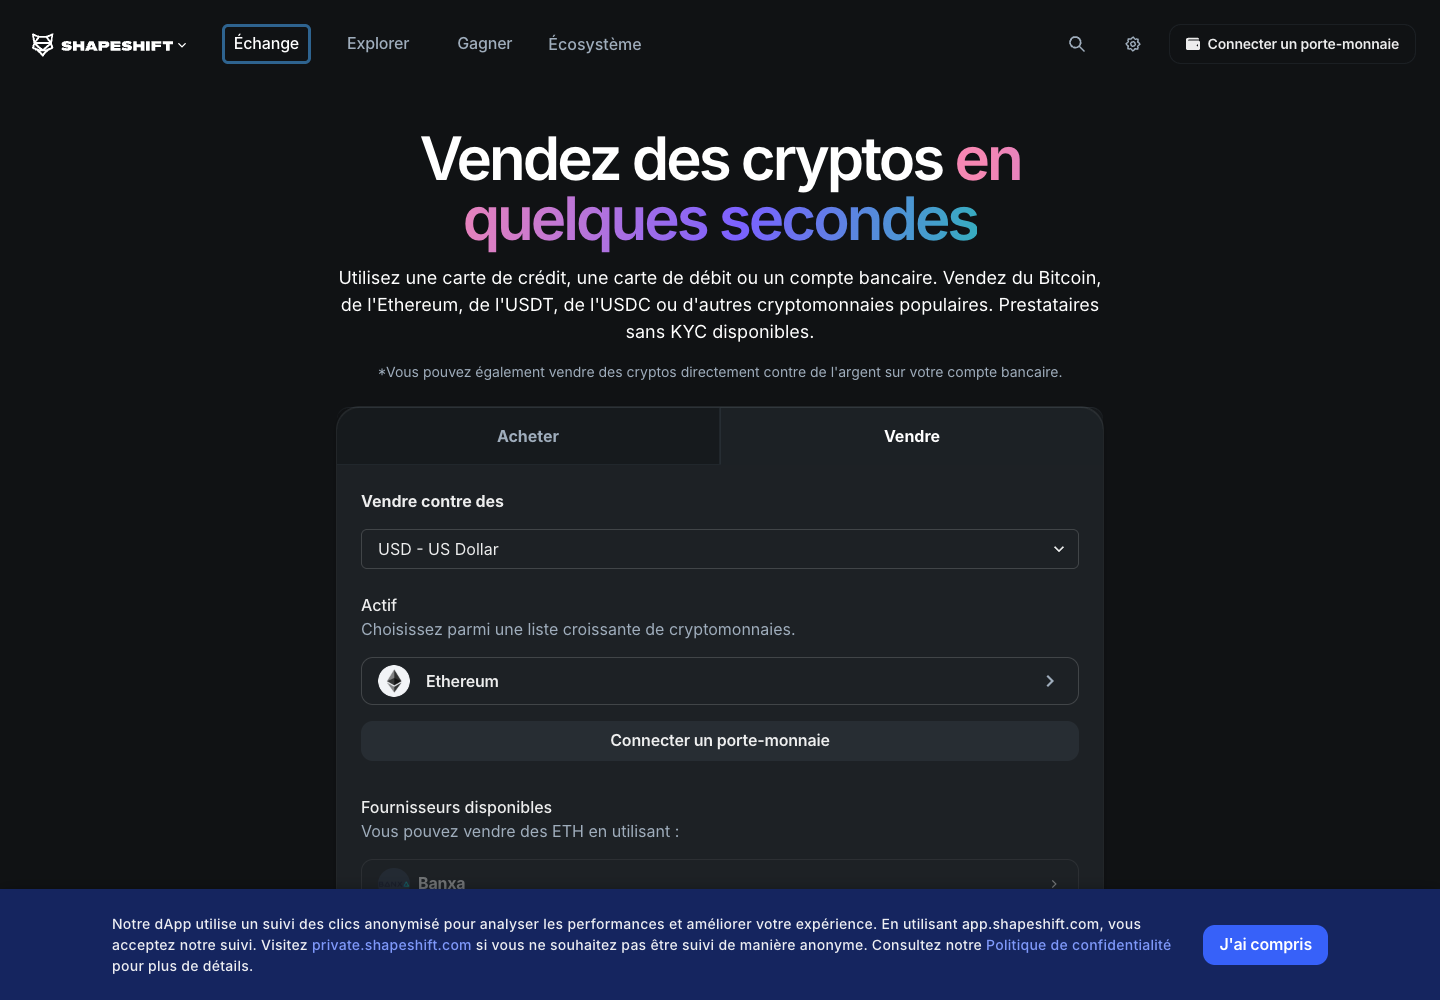 SHAPESHIFT
Échange
Explorer
Gagner
Écosystème
Connecter un porte-monnaie
Vendez des cryptos en
quelques secondes
Utilisez une carte de crédit, une carte de débit ou un compte bancaire. Vendez du Bitcoin,
de l'Ethereum, de l'USDT, de l'USDC ou d'autres cryptomonnaies populaires. Prestataires
sans KYC disponibles.
*Vous pouvez également vendre des cryptos directement contre de l'argent sur votre compte bancaire.
Acheter
Vendre
Vendre contre des
USD - US Dollar
Actif
Choisissez parmi une liste croissante de cryptomonnaies.
Ethereum
Connecter un porte-monnaie
Fournisseurs disponibles
Vous pouvez vendre des ETH en utilisant :
Banxa
Notre dApp utilise un suivi des clics anonymisé pour analyser les performances et améliorer votre expérience. En utilisant app.shapeshift.com, vous
acceptez notre suivi. Visitez private.shapeshift.com si vous ne souhaitez pas être suivi de manière anonyme. Consultez notre Politique de confidentialité
pour plus de détails.
J'ai compris